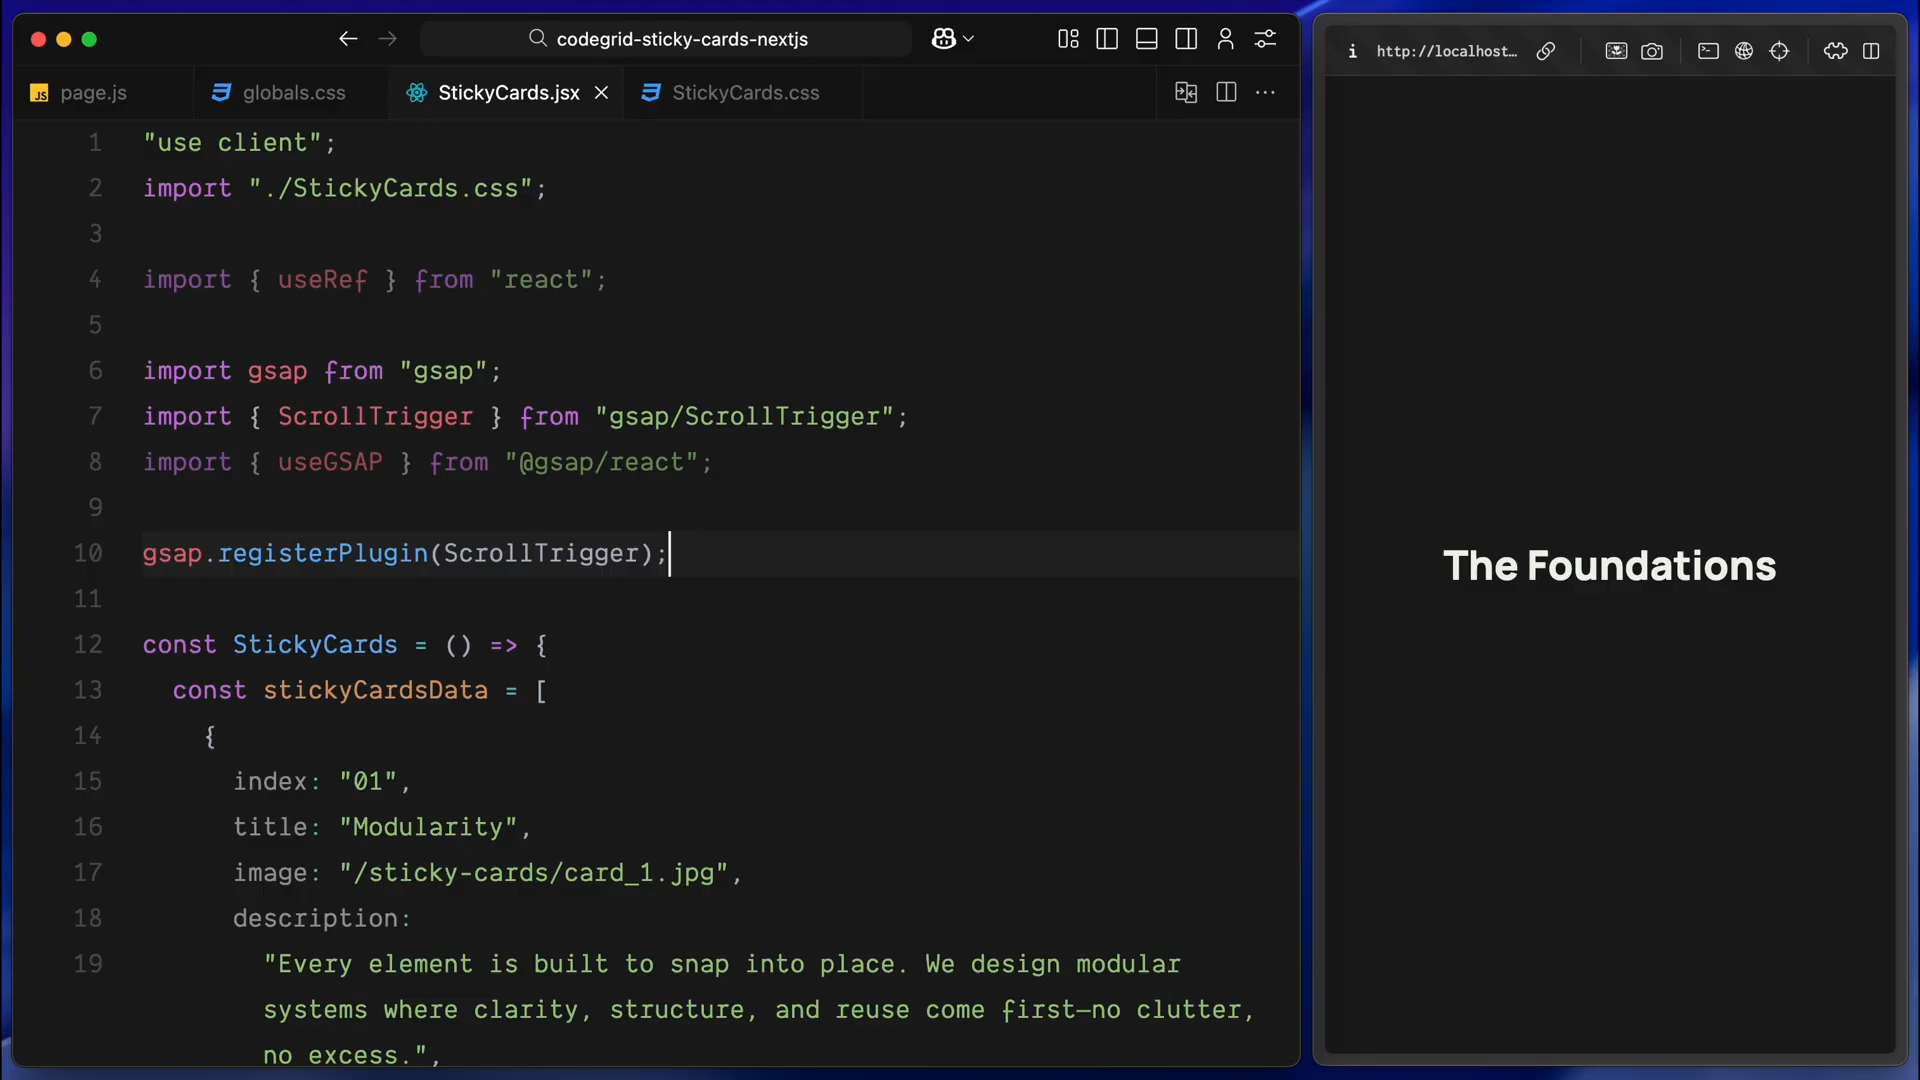 codegrid-sticky-cards-nextjs
JS page.js
globals.css
StickyCards.jsx
StickyCards.css
1 "use client";
2 import "./StickyCards.css";
3
4 import { useRef } from "react";
5
6 import gsap from "gsap";
7 import { ScrollTrigger } from "gsap/ScrollTrigger";
8 import { useGSAP } from "@gsap/react";
9
10 gsap.registerPlugin(ScrollTrigger);
11
12 const StickyCards = () => {
13 const stickyCardsData = [
14 {
15 index: "01",
16 title: "Modularity",
17 image: "/sticky-cards/card_1.jpg",
18 description:
19 "Every element is built to snap into place. We design modular
systems where clarity, structure, and reuse come first—no clutter,
no excess.",
http://localhost…
The Foundations